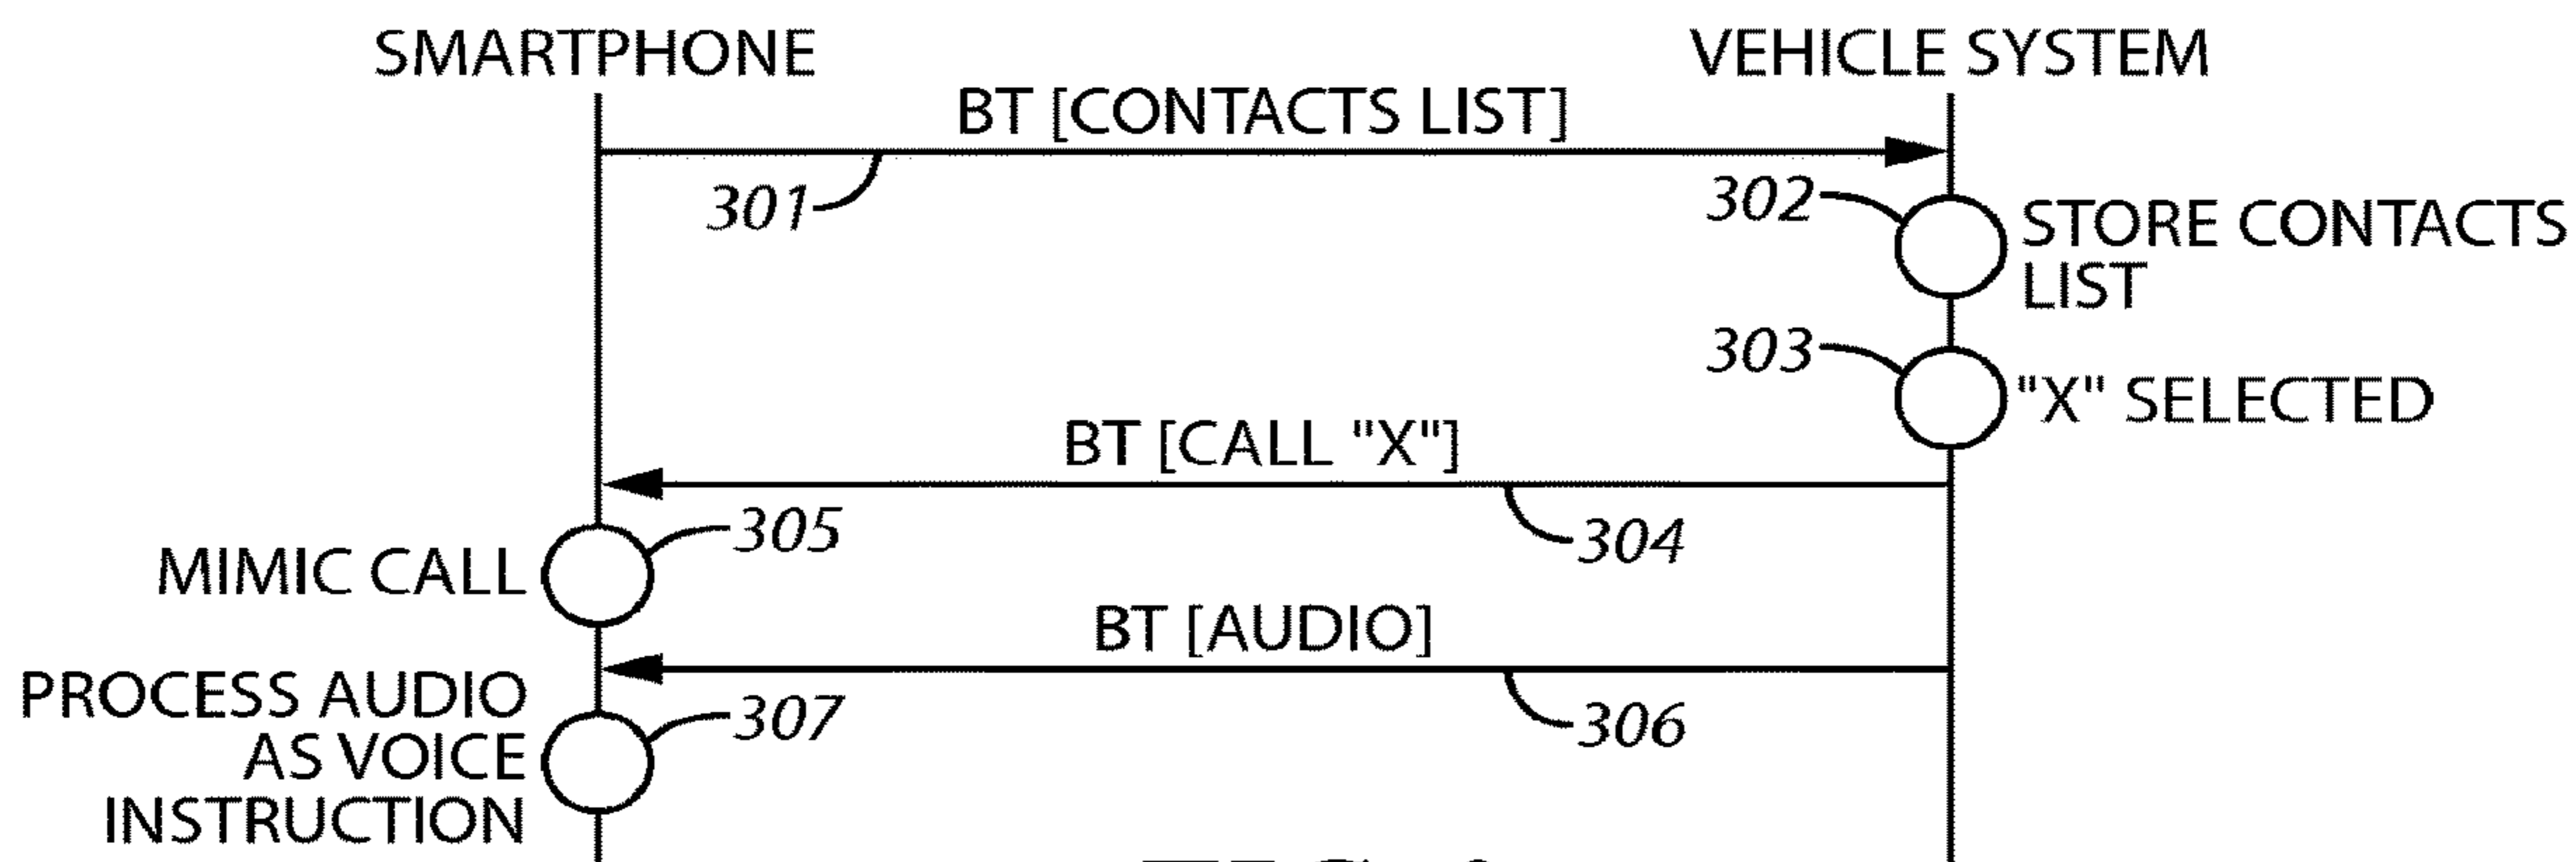 SMARTPHONE
VEHICLE SYSTEM
BT [CONTACTS LIST]
301
302
STORE CONTACTS
LIST
303
"X" SELECTED
BT [CALL "X"]
304
305
MIMIC CALL
BT [AUDIO]
306
PROCESS AUDIO
AS VOICE
INSTRUCTION
307